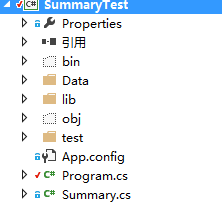 C# SummaryTest
Properties
引用
bin
Data
lib
obj
test
App.config
C# Program.cs
C# Summary.cs